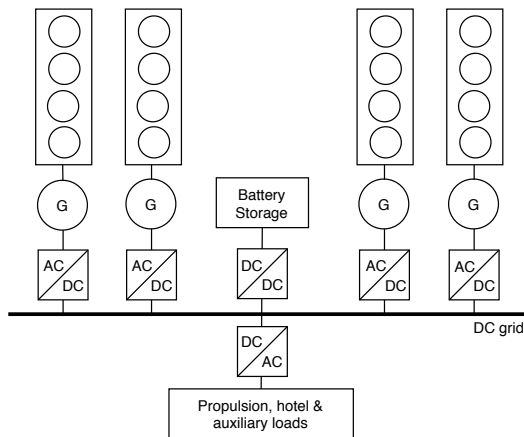 G
G
Battery
Storage
G
G
AC
DC
AC
DC
DC
DC
AC
DC
AC
DC
DC grid
DC
AC
Propulsion, hotel &
auxiliary loads